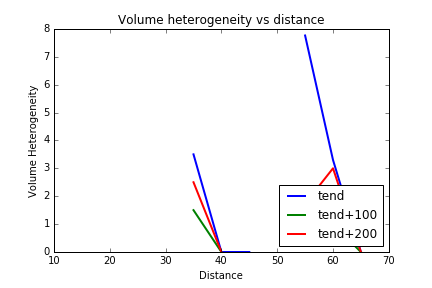 Volume heterogeneity vs distance
8
7
6
5
4
3
2
1
0
Volume Heterogeneity
tend
tend+100
tend+200
10 20 30 40 50 60 70
Distance